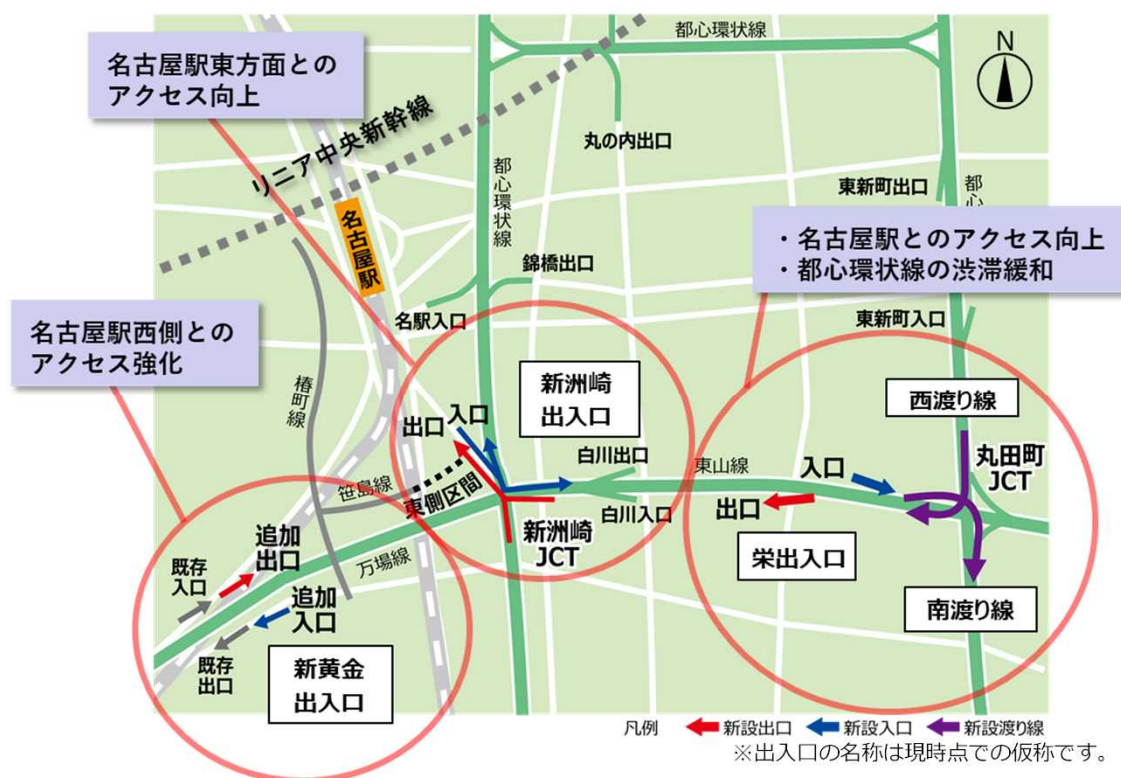 都心環状線
N
名古屋駅東方面との
アクセス向上
リニア中央新幹線
丸の内出口
都心環状線
東新町出口
都心
名古屋駅
・名古屋駅とのアクセス向上
・都心環状線の渋滞緩和
錦橋出口
名駅入口
東新町入口
名古屋駅西側との
アクセス強化
椿町線
新洲崎
出入口
西渡り線
入口
出口
白川出口
東山線
入口
丸田町
JCT
笹島線
東側区間
白川入口
出口
新洲崎
JCT
栄出入口
追加
出口
万場線
既存
入口
追加
入口
南渡り線
既存
出口
新黄金
出入口
凡例 新設出口 新設入口 新設渡り線
※出入口の名称は現時点での仮称です。